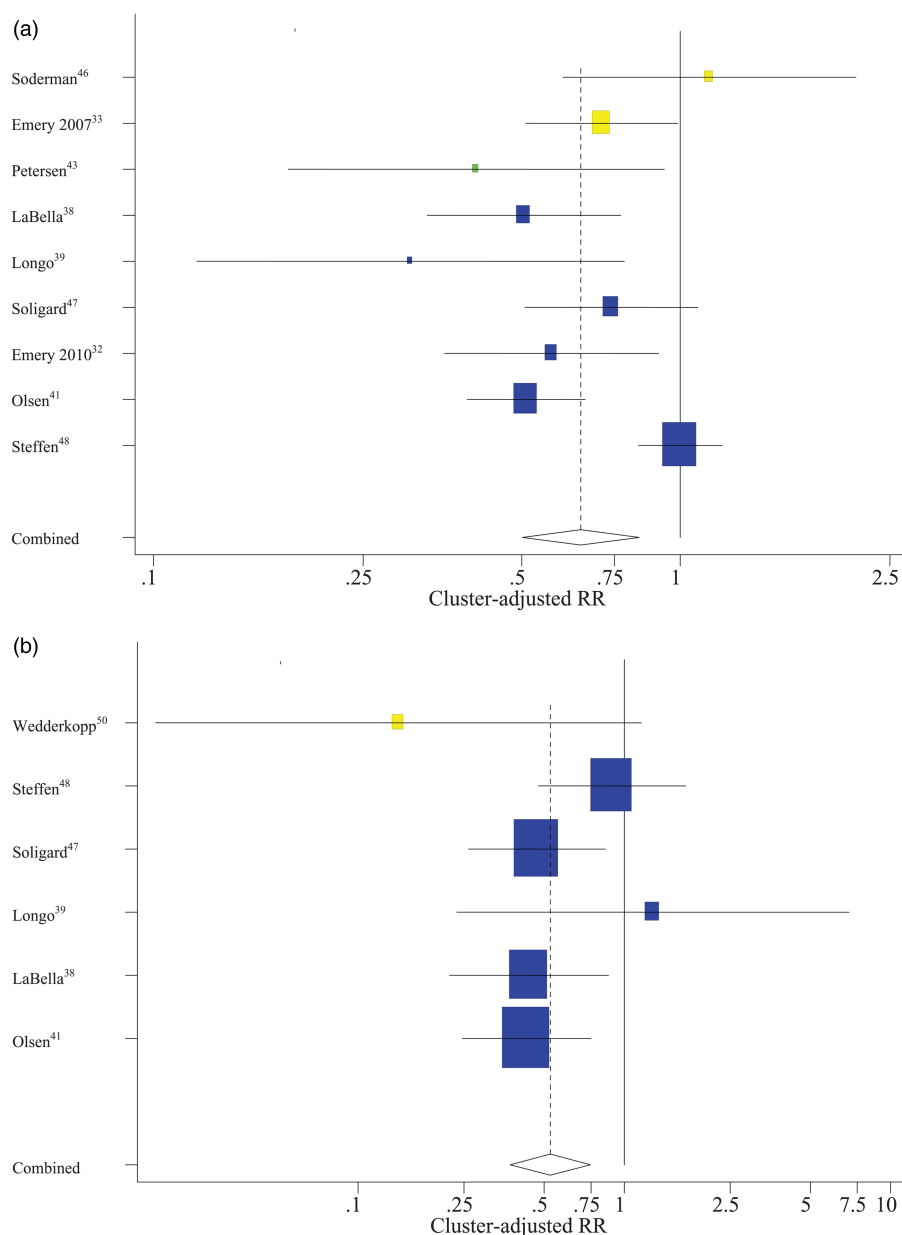 (a)
Soderman46
Emery 200733
Petersen43
LaBella38
Longo39
Soligard47
Emery 201032
Olsen41
Steffen48
Combined
.1 .25 .5 .75 1 2.5
Cluster-adjusted RR
(b)
Wedderkopp50
Steffen48
Soligard47
Longo39
LaBella38
Olsen41
Combined
.1 .25 .5 .75 1 2.5 5 7.5 10
Cluster-adjusted RR